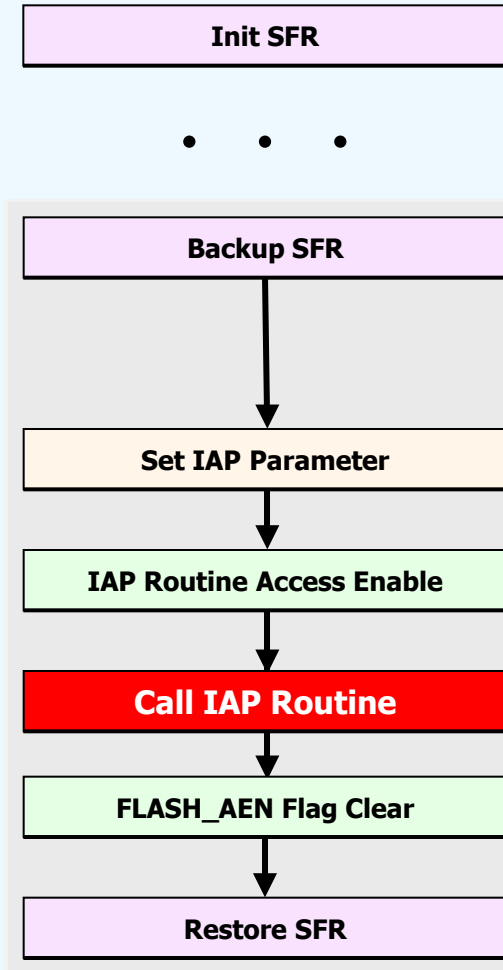 Init SFR
• • •
Backup SFR
Set IAP Parameter
IAP Routine Access Enable
Call IAP Routine
FLASH_AEN Flag Clear
Restore SFR